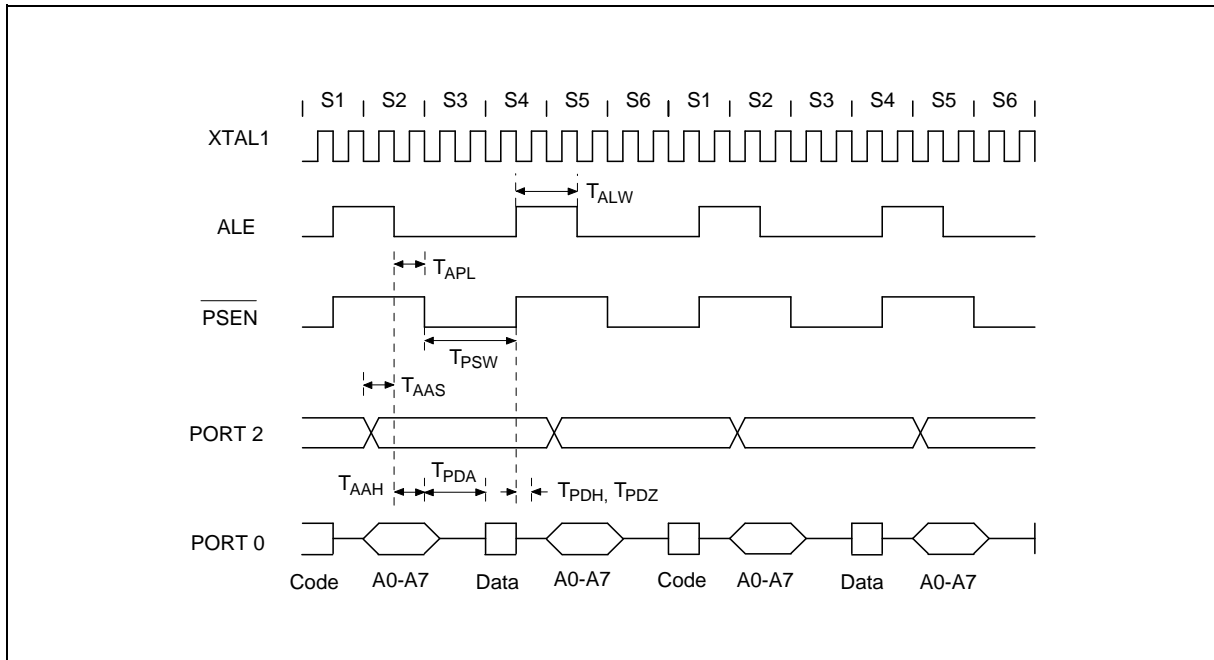 S1 S2 S3 S4 S5 S6 S1 S2 S3 S4 S5 S6
XTAL1
TALW
ALE
TAPL
PSEN
TPSW
TAAS
PORT 2
TAAH TPDA TPDH, TPDZ
PORT 0
Code A0-A7 Data A0-A7 Code A0-A7 Data A0-A7